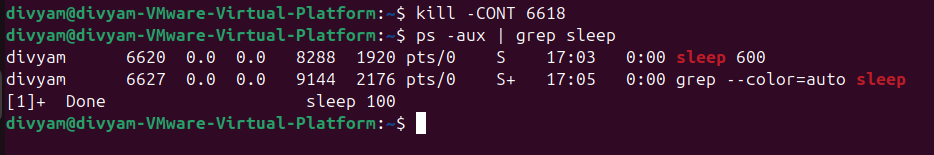 divyam@divyam-VMware-Virtual-Platform:~$ kill -CONT 6618
divyam@divyam-VMware-Virtual-Platform:~$ ps -aux | grep sleep
divyam      6620  0.0  0.0   8288  1920 pts/0    S    17:03   0:00 sleep 600
divyam      6627  0.0  0.0   9144  2176 pts/0    S+   17:05   0:00 grep --color=auto sleep
[1]+  Done                    sleep 100
divyam@divyam-VMware-Virtual-Platform:~$